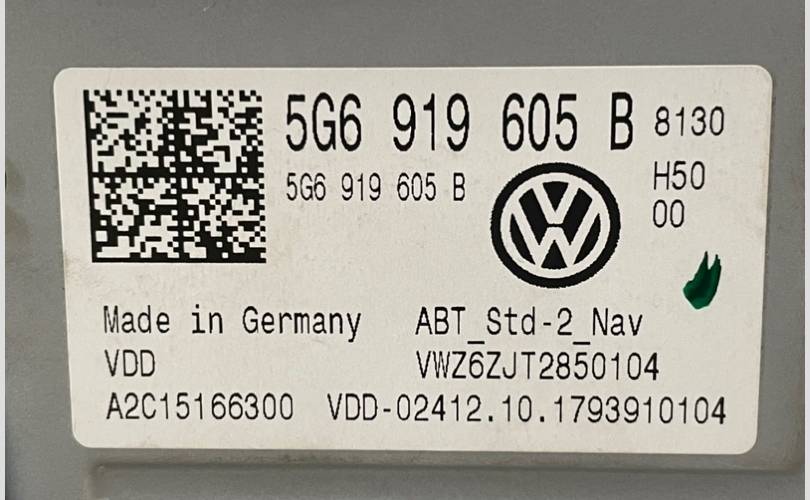 5G6 919 605 B 8130
5G6 919 605 B
H50
00
Made in Germany ABT_Std-2_Nav
VDD VWZ6ZJT2850104
A2C15166300 VDD-02412.10.1793910104